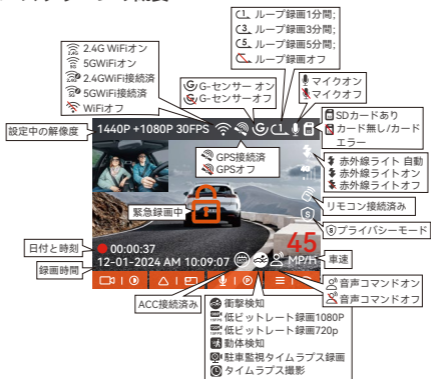 ループ録画1分間;
ループ録画3分間;
ループ録画5分間;
ループ録画オフ
2.4G WiFiオン
5GWiFiオン
2.4GWiFi接続済
5GWiFi接続済
WiFiオフ
G-センサー オン
G-センサーオフ
マイクオン
マイクオフ
SDカードあり
カード無し/カード
エラー
設定中の解像度
1440P +1080P 30FPS
GPS接続済
GPSオフ
赤外線ライト 自動
赤外線ライトオン
赤外線ライトオフ
リモコン接続済み
緊急録画中
プライバシーモード
日付と時刻
00:00:37
45
MP/H
車速
録画時間
12-01-2024 AM 10:09:07
音声コマンドオン
音声コマンドオフ
ACC接続済み
衝撃検知
低ビットレート録画1080P
低ビットレート録画720p
動体検知
駐車監視タイムラプス録画
タイムラプス撮影